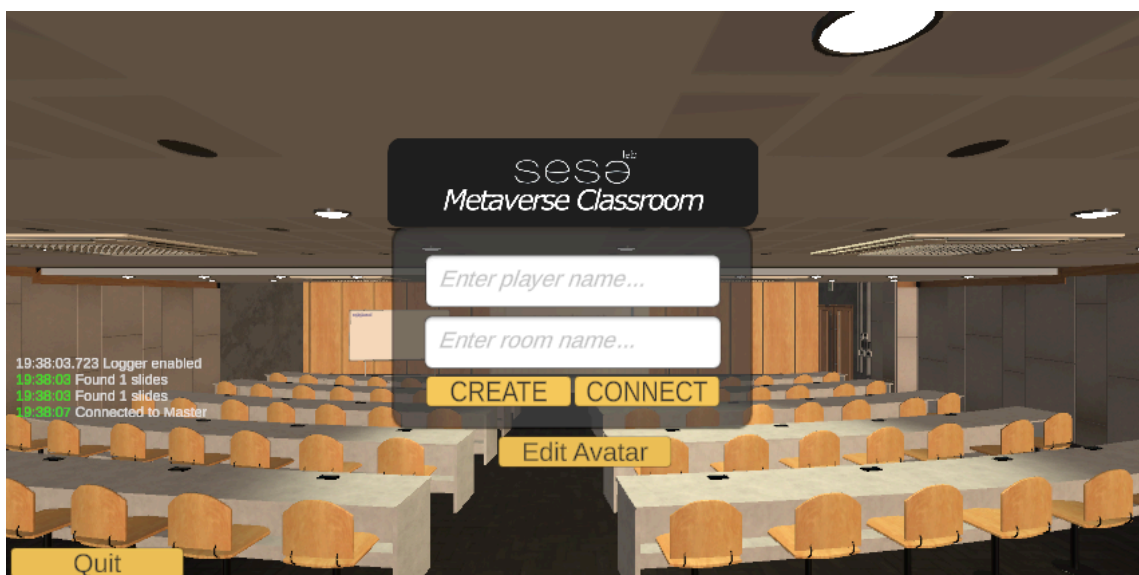 sesə lab
Metaverse Classroom
Enter player name...
Enter room name...
CREATE CONNECT
Edit Avatar
19:38:03.723 Logger enabled
19:38:03 Found 1 slides
19:38:03 Found 1 slides
19:38:07 Connected to Master
Quit